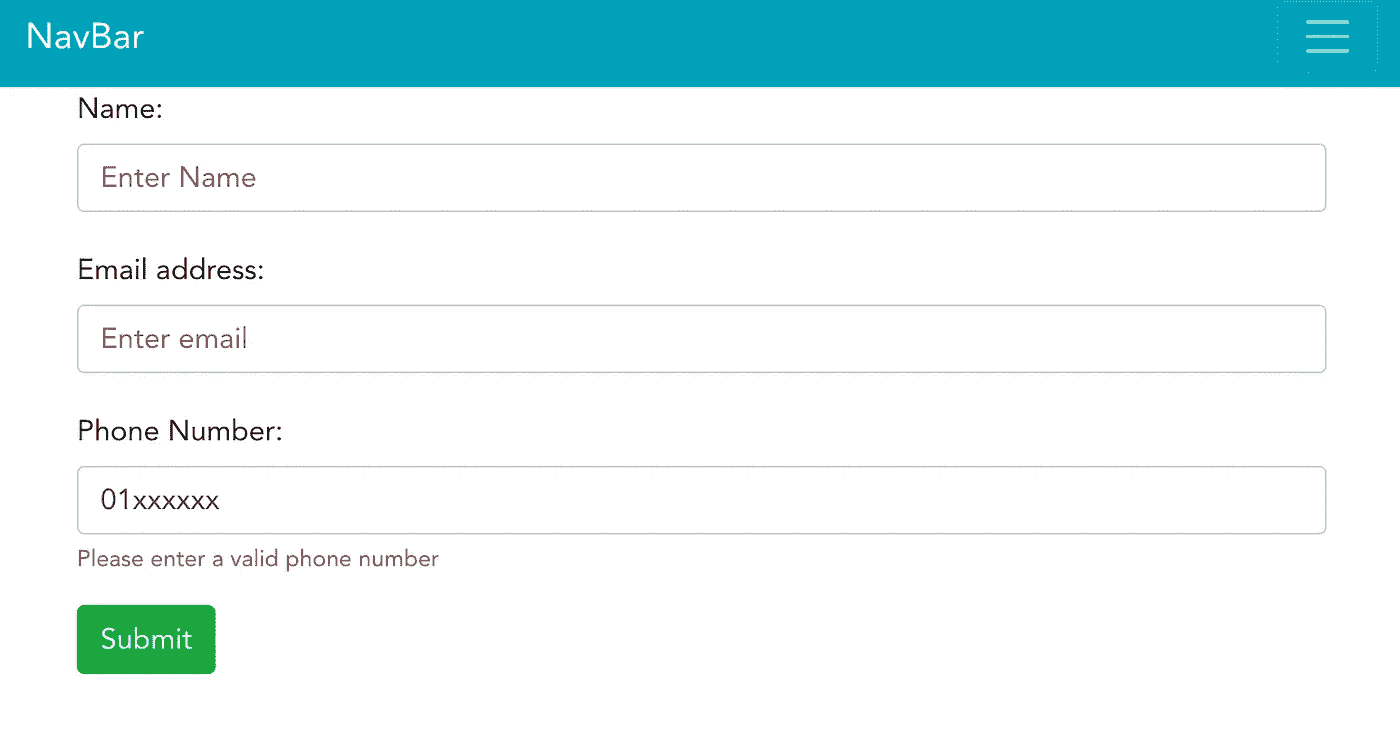 NavBar
Name:
Enter Name
Email address:
Enter email
Phone Number:
01xxxxxx
Please enter a valid phone number
Submit